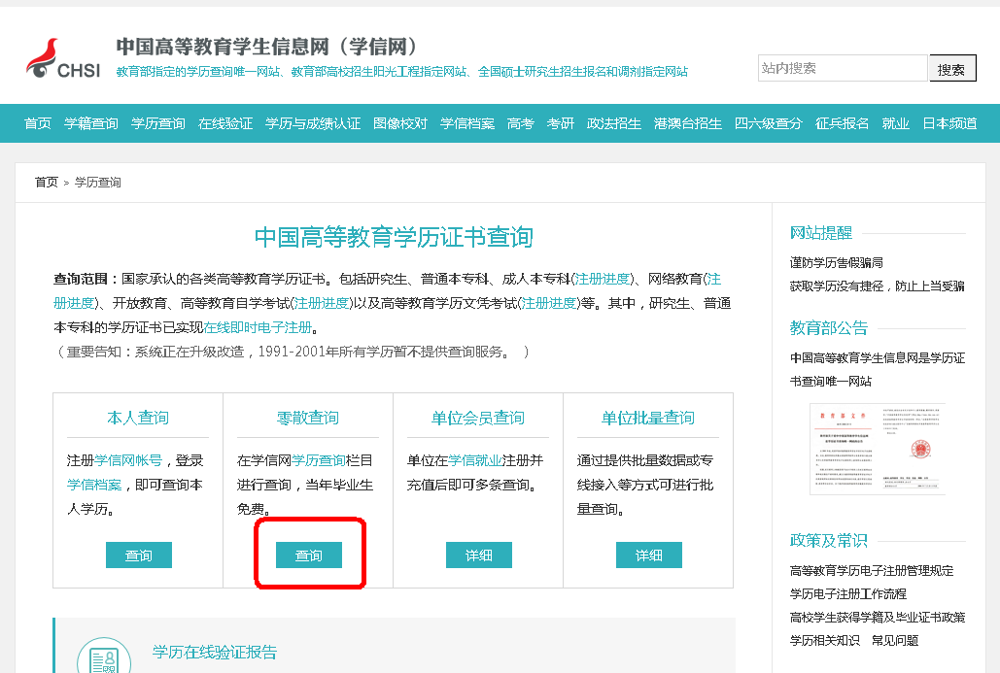 CHSI
中国高等教育学生信息网（学信网）
教育部指定的学历查询唯一网站、教育部高校招生阳光工程指定网站、全国硕士研究生招生报名和调剂指定网站
站内搜索
搜索
首页 学籍查询 学历查询 在线验证 学历与成绩认证 图像校对 学信档案 高考 考研 政法招生 港澳台招生 四六级查分 征兵报名 就业 日本频道
首页 > 学历查询
中国高等教育学历证书查询
查询范围：国家承认的各类高等教育学历证书。包括研究生、普通本专科、成人本专科(注册进度)、网络教育(注
册进度)、开放教育、高等教育自学考试(注册进度)以及高等教育学历文凭考试(注册进度)等。其中，研究生、普通
本专科的学历证书已实现在线即时电子注册。
（重要告知：系统正在升级改造，1991-2001年所有学历暂不提供查询服务。 ）
本人查询
注册学信网帐号，登录
学信档案，即可查询本
人学历。
查询
零散查询
在学信网学历查询栏目
进行查询，当年毕业生
免费。
查询
单位会员查询
单位在学信就业注册并
充值后即可多条查询。
详细
单位批量查询
通过提供批量数据或专
线接入等方式可进行批
量查询。
详细
学历在线验证报告
网站提醒
谨防学历售假骗局
获取学历没有捷径，防止上当受骗
教育部公告
中国高等教育学生信息网是学历证
书查询唯一网站
教育部文件
政策及常识
高等教育学历电子注册管理规定
学历电子注册工作流程
高校学生获得学籍及毕业证书政策
学历相关知识 常见问题